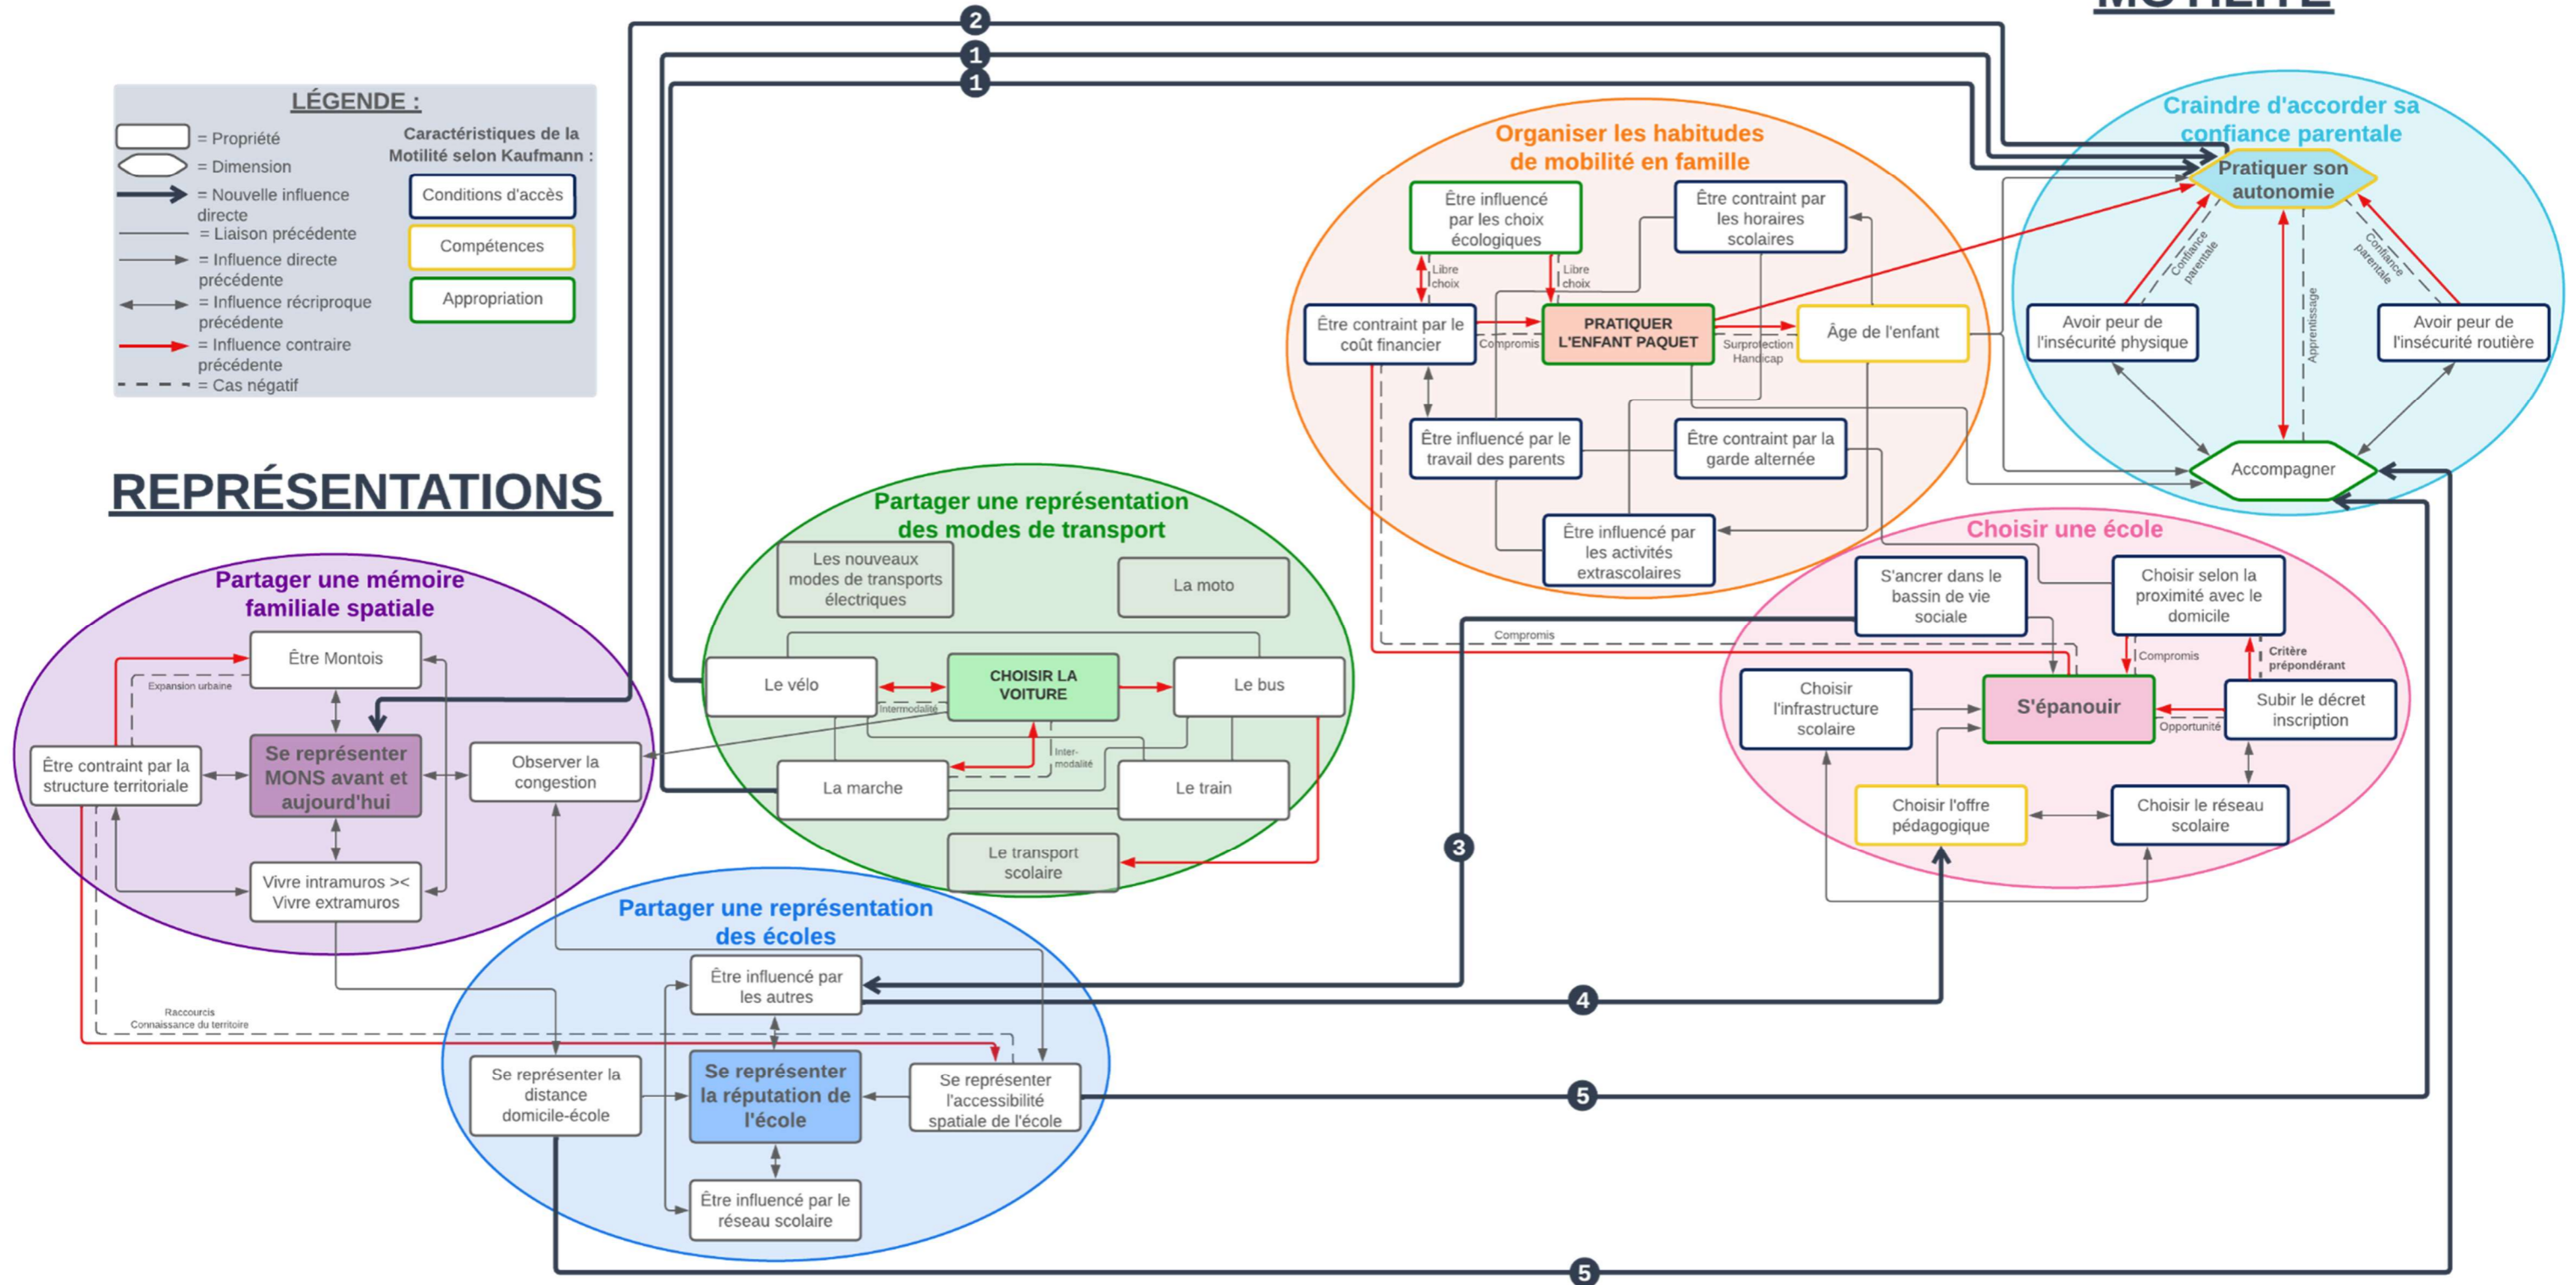 MOTILITÉ
2
1
1
LÉGENDE :
= Propriété
= Dimension
= Nouvelle influence
directe
= Liaison précédente
= Influence directe
précédente
= Influence réciproque
précédente
= Influence contraire
précédente
= Cas négatif
Caractéristiques de la
Motilité selon Kaufmann :
Conditions d'accès
Compétences
Appropriation
Organiser les habitudes
de mobilité en famille
Être influencé
par les choix
écologiques
Être contraint par
les horaires
scolaires
Libre
choix
Libre
choix
Être contraint par le
coût financier
Compromis
PRATIQUER
L'ENFANT PAQUET
Surprotection
Handicap
Âge de l'enfant
Être influencé par le
travail des parents
Être contraint par la
garde alternée
Être influencé par
les activités
extrascolaires
Craindre d'accorder sa
confiance parentale
Pratiquer son
autonomie
Confiance
parentale
Confiance
parentale
Apprentissage
Avoir peur de
l'insécurité physique
Avoir peur de
l'insécurité routière
Accompagner
REPRÉSENTATIONS
Partager une mémoire
familiale spatiale
Être Montois
Expansion urbaine
Être contraint par la
structure territoriale
Se représenter
MONS avant et
aujourd'hui
Observer la
congestion
Vivre intramuros ><
Vivre extramuros
Raccourcis
Connaissance du territoire
Partager une représentation
des modes de transport
Les nouveaux
modes de transports
électriques
La moto
Le vélo
CHOISIR LA
VOITURE
Le bus
Intermodalité
Inter-
modalité
La marche
Le train
Le transport
scolaire
Choisir une école
S'ancrer dans le
bassin de vie
sociale
Choisir selon la
proximité avec le
domicile
Compromis
Compromis
Critère
prépondérant
Choisir
l'infrastructure
scolaire
S'épanouir
Opportunité
Subir le décret
inscription
Choisir l'offre
pédagogique
Choisir le réseau
scolaire
3
Partager une représentation
des écoles
Être influencé par
les autres
4
Se représenter la
distance
domicile-école
Se représenter
la réputation de
l'école
Se représenter
l'accessibilité
spatiale de l'école
5
Être influencé par le
réseau scolaire
5